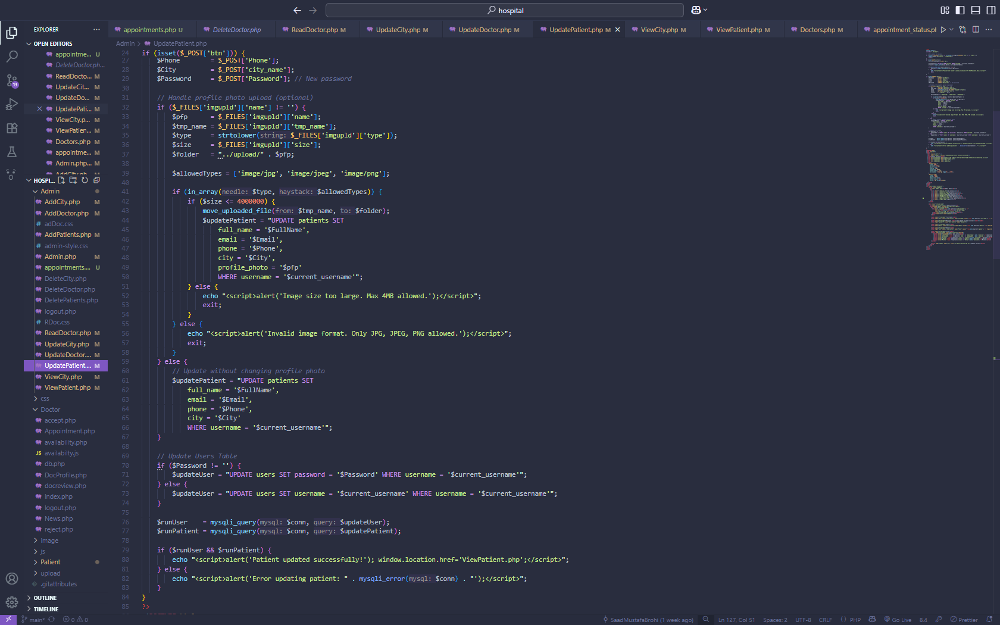 hospital
EXPLORER
appointments.php U
DeleteDoctor.php
ReadDoctor.php M
UpdateCity.php M
UpdateDoctor.php M
UpdatePatient.php M
ViewCity.php M
ViewPatient.php M
Doctors.php M
appointment_status.pl
OPEN EDITORS
appointme... U
DeleteDoctor.ph...
ReadDocto... M
UpdateCit... M
UpdateDo... M
UpdatePati... M
ViewCity.p... M
ViewPatien... M
Doctors.php M
appointme... M
Admin.php... M
AddCity.ph... M
HOSPI...
Admin
AddCity.php M
AddDoctor.php M
# adDoc.css
AddPatients.php M
# admin-style.css
Admin.php M
appointments.... U
DeleteCity.php
DeleteDoctor.php
DeletePatients.php
logout.php
# RDoc.css
ReadDoctor.php M
UpdateCity.php M
UpdateDoctor.... M
UpdatePatient.... M
ViewCity.php M
ViewPatient.php M
css
Doctor
accept.php
Appointment.php
availability.php
JS availabilty.js
db.php
DocProfile.php
docreview.php
index.php
logout.php
News.php
reject.php
image
js
Patient
upload
.gitattributes
OUTLINE
TIMELINE
Admin > UpdatePatient.php
24 if (isset($_POST['btn'])) {
27 $Phone = $_POST['Phone'];
28 $City = $_POST['city_name'];
29 $Password = $_POST['Password']; // New password
30
31 // Handle profile photo upload (optional)
32 if ($_FILES['imgupld']['name'] != '') {
33 $pfp = $_FILES['imgupld']['name'];
34 $tmp_name = $_FILES['imgupld']['tmp_name'];
35 $type = strtolower(string: $_FILES['imgupld']['type']);
36 $size = $_FILES['imgupld']['size'];
37 $folder = "../upload/" . $pfp;
38
39 $allowedTypes = ['image/jpg', 'image/jpeg', 'image/png'];
40
41 if (in_array(needle: $type, haystack: $allowedTypes)) {
42 if ($size <= 4000000) {
43 move_uploaded_file(from: $tmp_name, to: $folder);
44 $updatePatient = "UPDATE patients SET
45 full_name = '$FullName',
46 email = '$Email',
47 phone = '$Phone',
48 city = '$City',
49 profile_photo = '$pfp'
50 WHERE username = '$current_username'";
51 } else {
52 echo "<script>alert('Image size too large. Max 4MB allowed.');</script>";
53 exit;
54 }
55 } else {
56 echo "<script>alert('Invalid image format. Only JPG, JPEG, PNG allowed.');</script>";
57 exit;
58 }
59 } else {
60 // Update without changing profile photo
61 $updatePatient = "UPDATE patients SET
62 full_name = '$FullName',
63 email = '$Email',
64 phone = '$Phone',
65 city = '$City'
66 WHERE username = '$current_username'";
67 }
68
69 // Update Users Table
70 if ($Password != '') {
71 $updateUser = "UPDATE users SET password = '$Password' WHERE username = '$current_username'";
72 } else {
73 $updateUser = "UPDATE users SET username = '$current_username' WHERE username = '$current_username'";
74 }
75
76 $runUser = mysqli_query(mysql: $conn, query: $updateUser);
77 $runPatient = mysqli_query(mysql: $conn, query: $updatePatient);
78
79 if ($runUser && $runPatient) {
80 echo "<script>alert('Patient updated successfully!'); window.location.href='ViewPatient.php';</script>";
81 } else {
82 echo "<script>alert('Error updating patient: " . mysqli_error(mysql: $conn) . "');</script>";
83 }
84 }
85 ?>
13
main*
0 0
SaadMustafaBrohi (1 week ago)
Ln 127, Col 51
Spaces: 2
UTF-8
CRLF
PHP
Go Live
8.4
Prettier